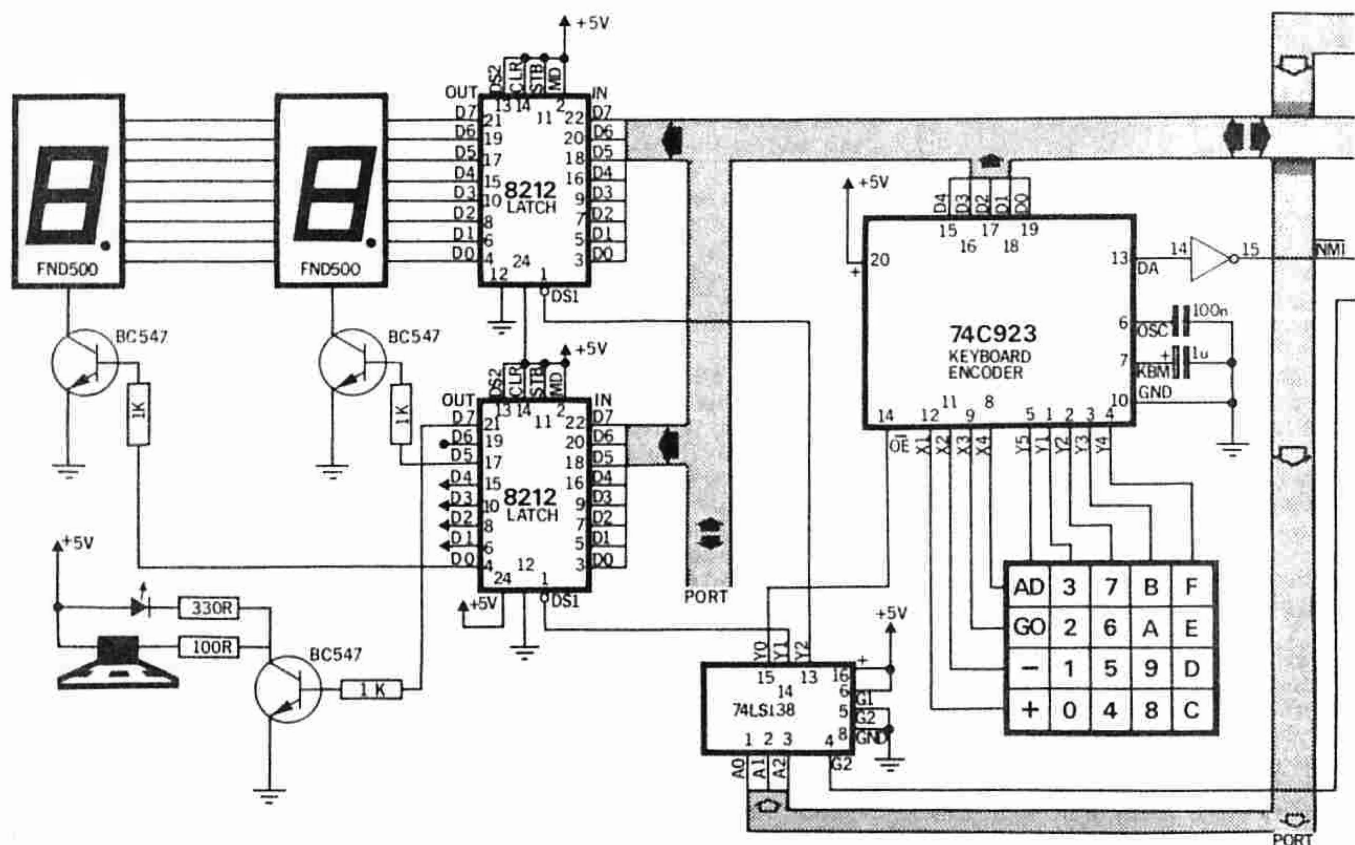 +5V
DS2 CLR STB MD
OUT 13 14 11 2 IN
D7 21 22 D7
D6 19 20 D6
D5 17 18 D5
D4 15 16 D4
D3 10 9 D3
D2 8 7 D2
D1 6 5 D1
D0 4 3 D0
8212
LATCH
24
12 1
DS1
FND500
FND500
BC547
BC547
1K
1K
+5V
DS2 CLR STB MD
OUT 13 14 11 2 IN
D7 21 22 D7
D6 19 20 D6
D5 17 18 D5
D4 15 16 D4
D3 10 9 D3
D2 8 7 D2
D1 6 5 D1
D0 4 3 D0
8212
LATCH
12
24 1
+5V
DS1
+5V
330R
100R
BC547
1K
PORT
+5V
D4 D3 D2 D1 D0
15 16 17 18 19
20
+
74C923
KEYBOARD
ENCODER
13 DA
14 15
NMI
6 OSC
100n
7 KBM
+ 1u
10 GND
14 12 11 9 8 5 1 2 3 4
OE X1 X2 X3 X4 Y5 Y1 Y2 Y3 Y4
AD 3 7 B F
GO 2 6 A E
- 1 5 9 D
+ 0 4 8 C
+5V
Y0 Y1 Y2
15 14 13 16 +
6 G1
5 G2
8 GND
74LS138
1 2 3 4
A0 A1 A2 G2
PORT